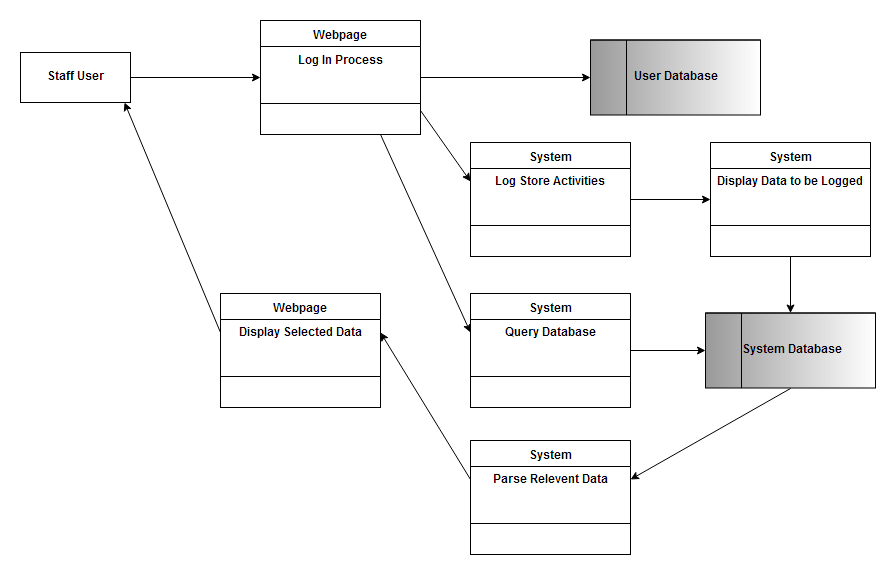 Webpage
Log In Process
Staff User
User Database
System
Log Store Activities
System
Display Data to be Logged
Webpage
Display Selected Data
System
Query Database
System Database
System
Parse Relevent Data